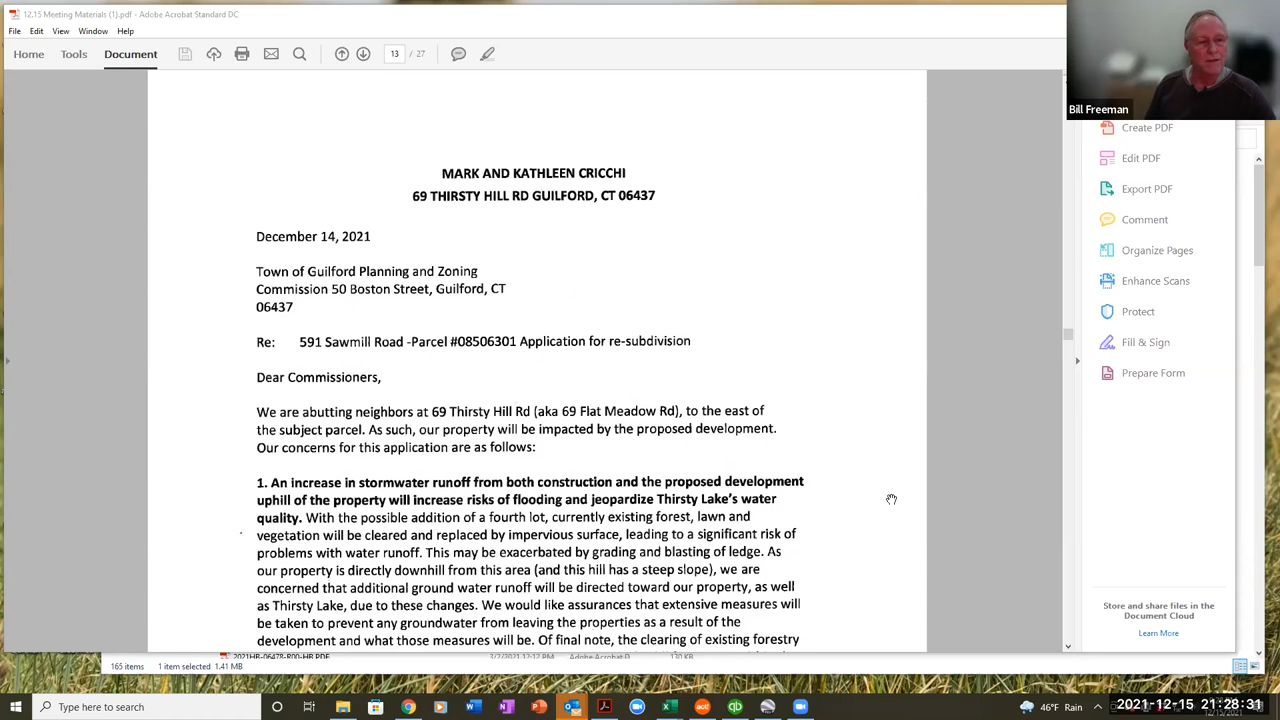 12.15 Meeting Materials (1).pdf - Adobe Acrobat Standard DC
File Edit View Window Help
Home Tools Document 13 / 27
Bill Freeman
Create PDF
Edit PDF
Export PDF
Comment
Organize Pages
Enhance Scans
Protect
Fill & Sign
Prepare Form
Store and share files in the
Document Cloud
Learn More
MARK AND KATHLEEN CRICCHI
69 THIRSTY HILL RD GUILFORD, CT 06437
December 14, 2021
Town of Guilford Planning and Zoning
Commission 50 Boston Street, Guilford, CT
06437
Re: 591 Sawmill Road -Parcel #08506301 Application for re-subdivision
Dear Commissioners,
We are abutting neighbors at 69 Thirsty Hill Rd (aka 69 Flat Meadow Rd), to the east of
the subject parcel. As such, our property will be impacted by the proposed development.
Our concerns for this application are as follows:
1. An increase in stormwater runoff from both construction and the proposed development
uphill of the property will increase risks of flooding and jeopardize Thirsty Lake's water
quality. With the possible addition of a fourth lot, currently existing forest, lawn and
vegetation will be cleared and replaced by impervious surface, leading to a significant risk of
problems with water runoff. This may be exacerbated by grading and blasting of ledge. As
our property is directly downhill from this area (and this hill has a steep slope), we are
concerned that additional ground water runoff will be directed toward our property, as well
as Thirsty Lake, due to these changes. We would like assurances that extensive measures will
be taken to prevent any groundwater from leaving the properties as a result of the
development and what those measures will be. Of final note, the clearing of existing forestry
165 items 1 item selected 1.41 MB
Type here to search
46°F Rain
2021-12-15 21:28:31